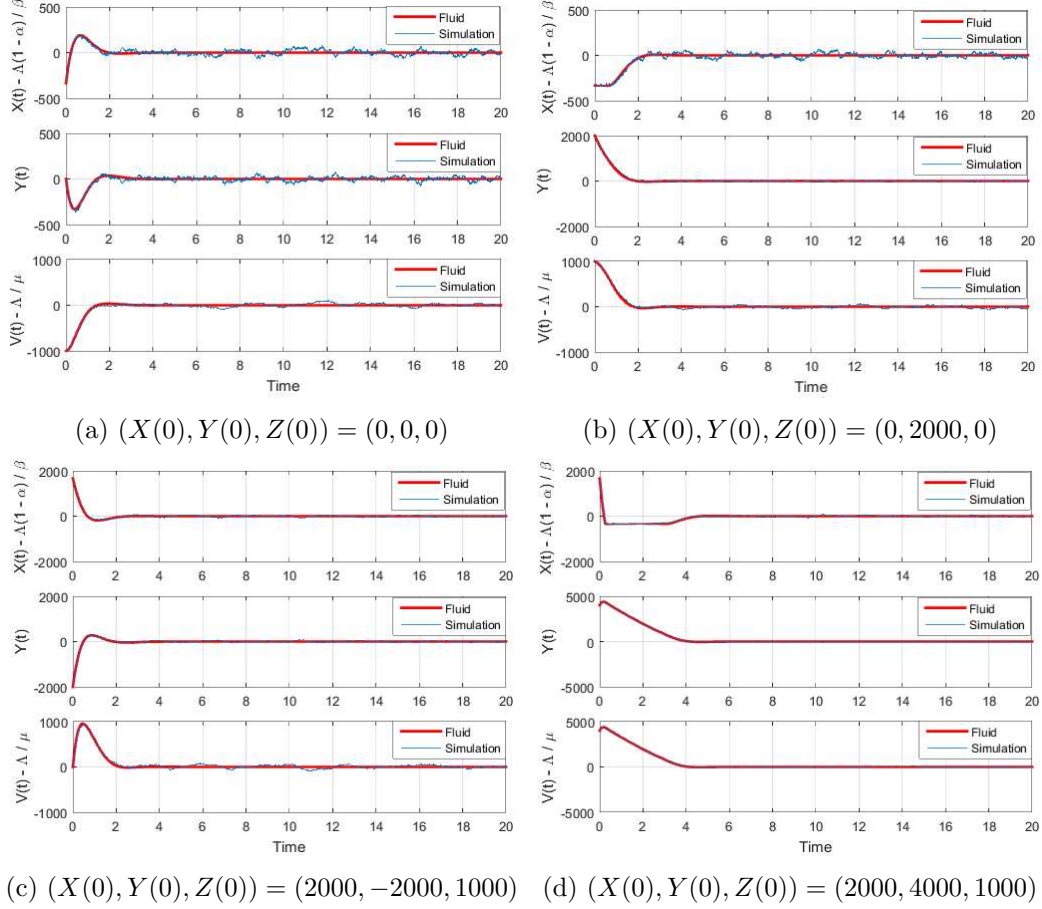 500
0
-500
X(t) - Λ(1 - α) / β
Fluid
Simulation
0 2 4 6 8 10 12 14 16 18 20
500
0
-500
Y(t)
Fluid
Simulation
0 2 4 6 8 10 12 14 16 18 20
1000
0
-1000
V(t) - Λ / μ
Fluid
Simulation
0 2 4 6 8 10 12 14 16 18 20
Time
(a) (X(0), Y(0), Z(0)) = (0, 0, 0)
500
0
-500
X(t) - Λ(1 - α) / β
Fluid
Simulation
0 2 4 6 8 10 12 14 16 18 20
2000
0
-2000
Y(t)
Fluid
Simulation
0 2 4 6 8 10 12 14 16 18 20
1000
0
-1000
V(t) - Λ / μ
Fluid
Simulation
0 2 4 6 8 10 12 14 16 18 20
Time
(b) (X(0), Y(0), Z(0)) = (0, 2000, 0)
2000
0
-2000
X(t) - Λ(1 - α) / β
Fluid
Simulation
0 2 4 6 8 10 12 14 16 18 20
2000
0
-2000
Y(t)
Fluid
Simulation
0 2 4 6 8 10 12 14 16 18 20
1000
0
-1000
V(t) - Λ / μ
Fluid
Simulation
0 2 4 6 8 10 12 14 16 18 20
Time
(c) (X(0), Y(0), Z(0)) = (2000, −2000, 1000)
2000
0
-2000
X(t) - Λ(1 - α) / β
Fluid
Simulation
0 2 4 6 8 10 12 14 16 18 20
5000
0
-5000
Y(t)
Fluid
Simulation
0 2 4 6 8 10 12 14 16 18 20
5000
0
-5000
V(t) - Λ / μ
Fluid
Simulation
0 2 4 6 8 10 12 14 16 18 20
Time
(d) (X(0), Y(0), Z(0)) = (2000, 4000, 1000)